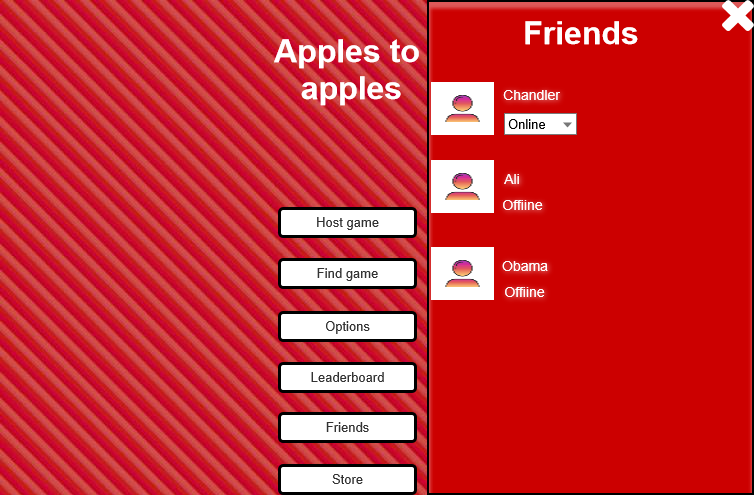 Apples to
apples
Host game
Find game
Options
Leaderboard
Friends
Store
Friends
Chandler
Online
Ali
Offline
Obama
Offline